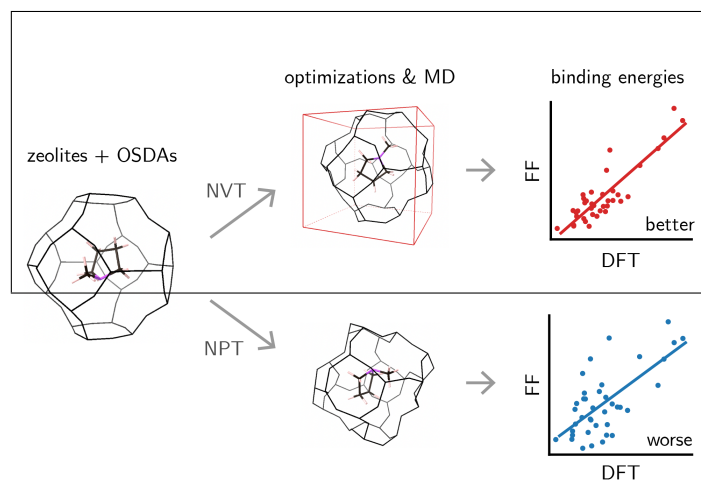 optimizations & MD
binding energies
zeolites + OSDAs
NVT
FF
better
DFT
NPT
FF
worse
DFT